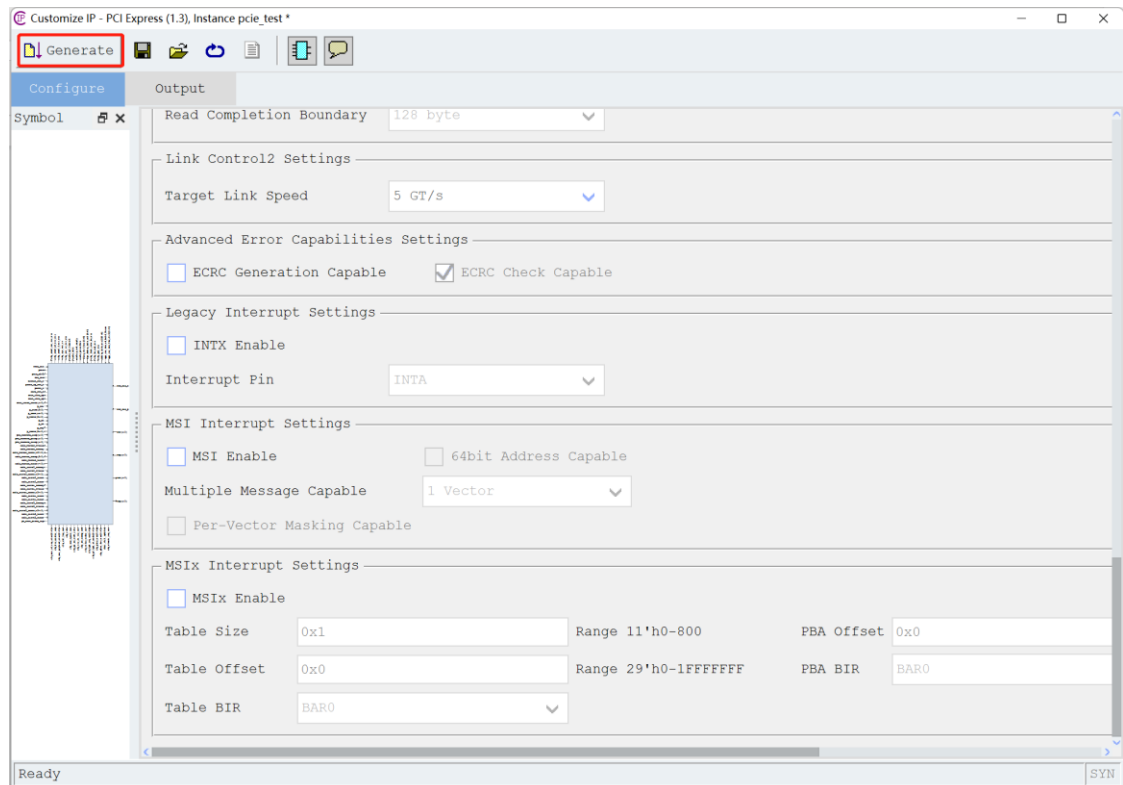 Customize IP - PCI Express (1.3), Instance pcie_test *
Generate
Configure Output
Symbol
Read Completion Boundary 128 byte
Link Control2 Settings
Target Link Speed 5 GT/s
Advanced Error Capabilities Settings
ECRC Generation Capable ECRC Check Capable
Legacy Interrupt Settings
INTX Enable
Interrupt Pin INTA
MSI Interrupt Settings
MSI Enable 64bit Address Capable
Multiple Message Capable 1 Vector
Per-Vector Masking Capable
MSIx Interrupt Settings
MSIx Enable
Table Size 0x1 Range 11'h0-800 PBA Offset 0x0
Table Offset 0x0 Range 29'h0-1FFFFFFF PBA BIR BAR0
Table BIR BAR0
Ready SYN